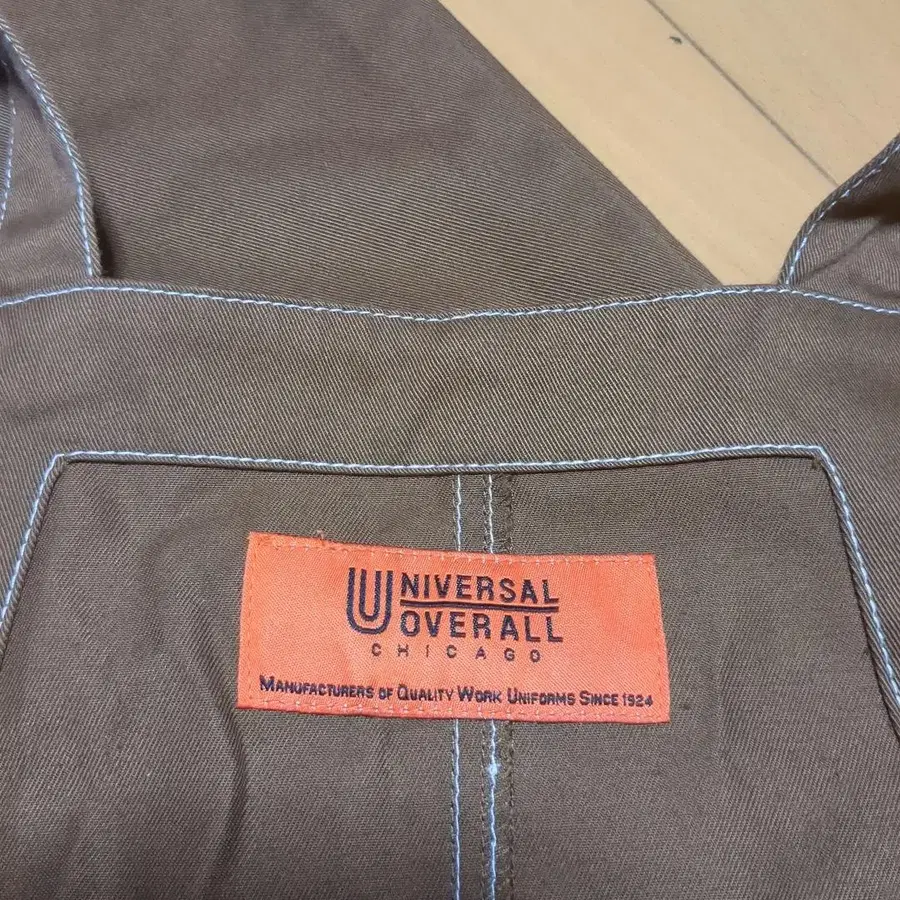 UNIVERSAL
OVERALL
CHICAGO
MANUFACTURERS OF QUALITY WORK UNIFORMS SINCE 1924